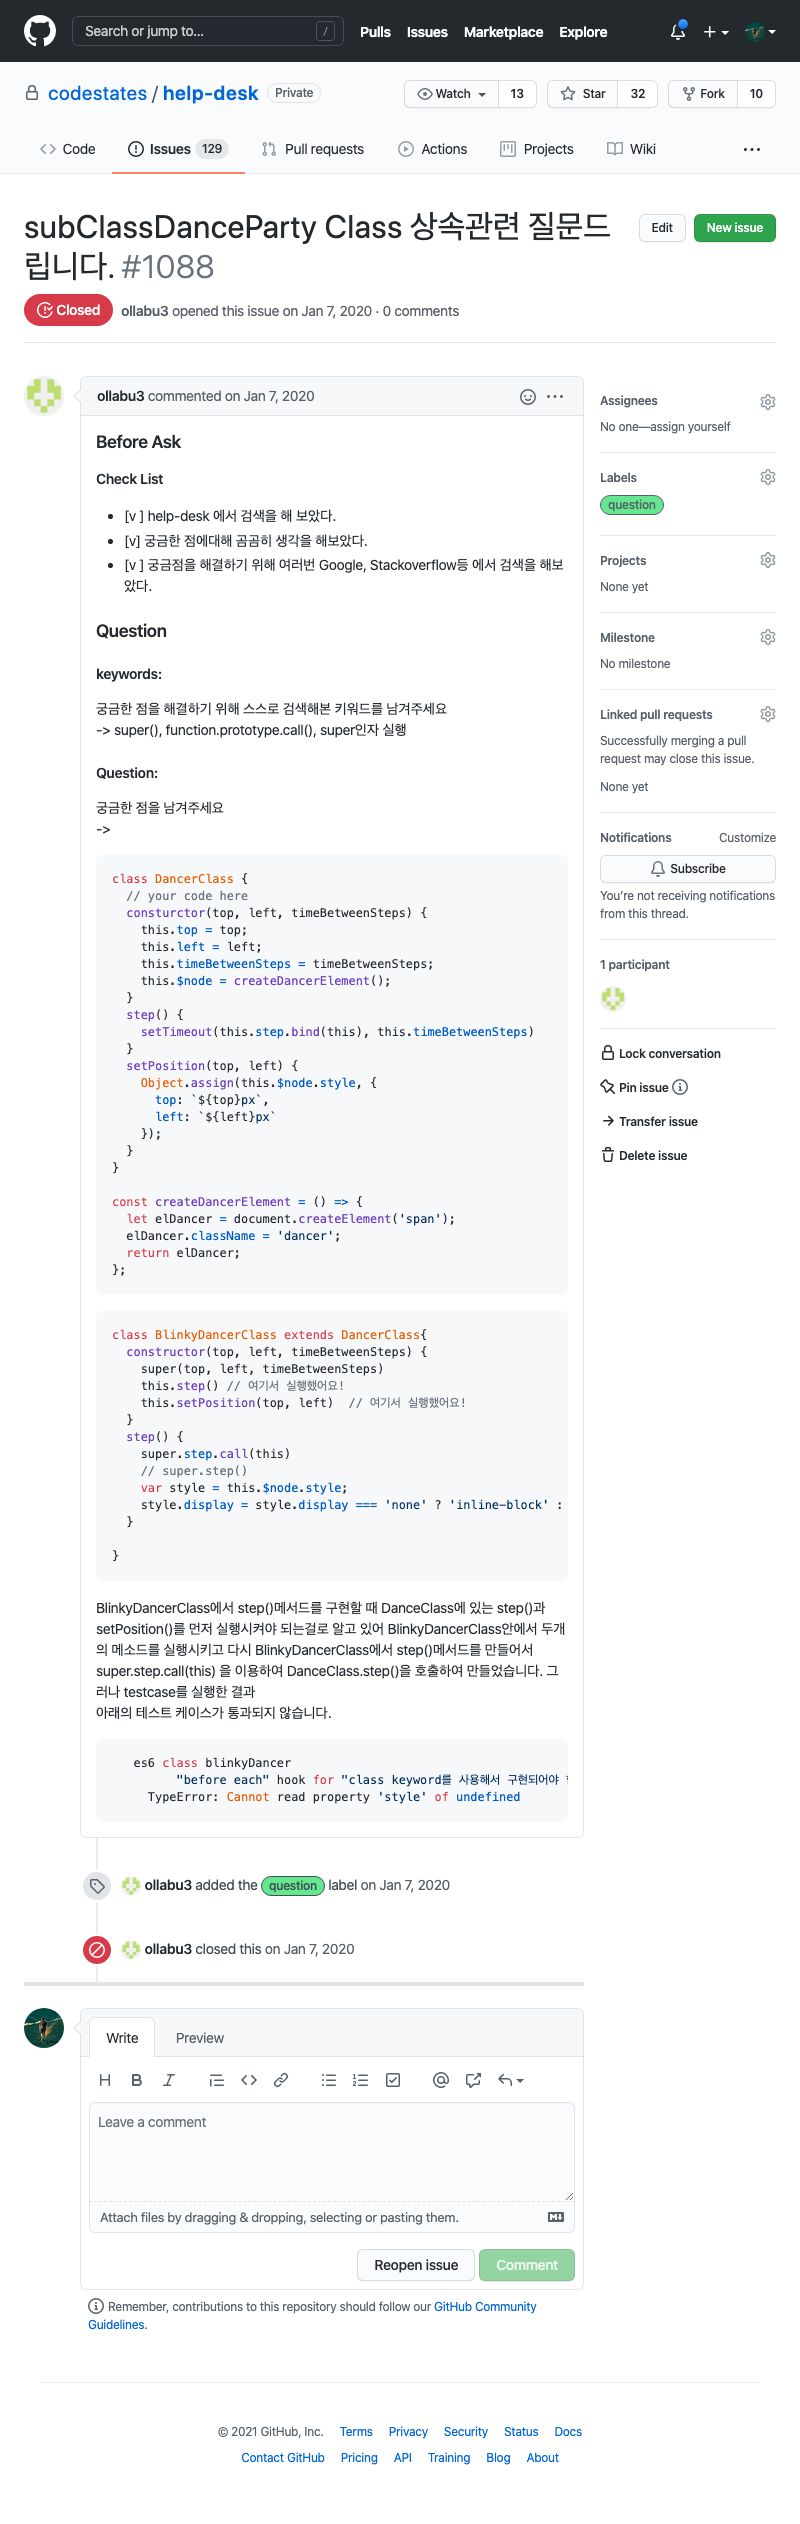 Search or jump to...
/
Pulls
Issues
Marketplace
Explore
codestates / help-desk
Private
Watch
13
Star
32
Fork
10
Code
Issues
129
Pull requests
Actions
Projects
Wiki
subClassDanceParty Class 상속관련 질문드
립니다. #1088
Edit
New issue
Closed
ollabu3 opened this issue on Jan 7, 2020 · 0 comments
ollabu3 commented on Jan 7, 2020
Before Ask
Check List
[v ] help-desk 에서 검색을 해 보았다.
[v] 궁금한 점에대해 곰곰히 생각을 해보았다.
[v ] 궁금점을 해결하기 위해 여러번 Google, Stackoverflow등 에서 검색을 해보
았다.
Question
keywords:
궁금한 점을 해결하기 위해 스스로 검색해본 키워드를 남겨주세요
-> super(), function.prototype.call(), super인자 실행
Question:
궁금한 점을 남겨주세요
->
class DancerClass {
// your code here
consturctor(top, left, timeBetweenSteps) {
this.top = top;
this.left = left;
this.timeBetweenSteps = timeBetweenSteps;
this.$node = createDancerElement();
}
step() {
setTimeout(this.step.bind(this), this.timeBetweenSteps)
}
setPosition(top, left) {
Object.assign(this.$node.style, {
top: `${top}px`,
left: `${left}px`
});
}
}
const createDancerElement = () => {
let elDancer = document.createElement('span');
elDancer.className = 'dancer';
return elDancer;
};
class BlinkyDancerClass extends DancerClass{
constructor(top, left, timeBetweenSteps) {
super(top, left, timeBetweenSteps)
this.step() // 여기서 실행했어요!
this.setPosition(top, left)  // 여기서 실행했어요!
}
step() {
super.step.call(this)
// super.step()
var style = this.$node.style;
style.display = style.display === 'none' ? 'inline-block' :
}
}
BlinkyDancerClass에서 step()메서드를 구현할 때 DanceClass에 있는 step()과
setPosition()를 먼저 실행시켜야 되는걸로 알고 있어 BlinkyDancerClass안에서 두개
의 메소드를 실행시키고 다시 BlinkyDancerClass에서 step()메서드를 만들어서
super.step.call(this) 을 이용하여 DanceClass.step()을 호출하여 만들었습니다. 그
러나 testcase를 실행한 결과
아래의 테스트 케이스가 통과되지 않습니다.
es6 class blinkyDancer
"before each" hook for "class keyword를 사용해서 구현되어야
TypeError: Cannot read property 'style' of undefined
ollabu3 added the question label on Jan 7, 2020
ollabu3 closed this on Jan 7, 2020
Write
Preview
Leave a comment
Attach files by dragging & dropping, selecting or pasting them.
Reopen issue
Comment
Remember, contributions to this repository should follow our GitHub Community
Guidelines.
Assignees
No one—assign yourself
Labels
question
Projects
None yet
Milestone
No milestone
Linked pull requests
Successfully merging a pull
request may close this issue.
None yet
Notifications
Customize
Subscribe
You're not receiving notifications
from this thread.
1 participant
Lock conversation
Pin issue
Transfer issue
Delete issue
© 2021 GitHub, Inc.
Terms
Privacy
Security
Status
Docs
Contact GitHub
Pricing
API
Training
Blog
About